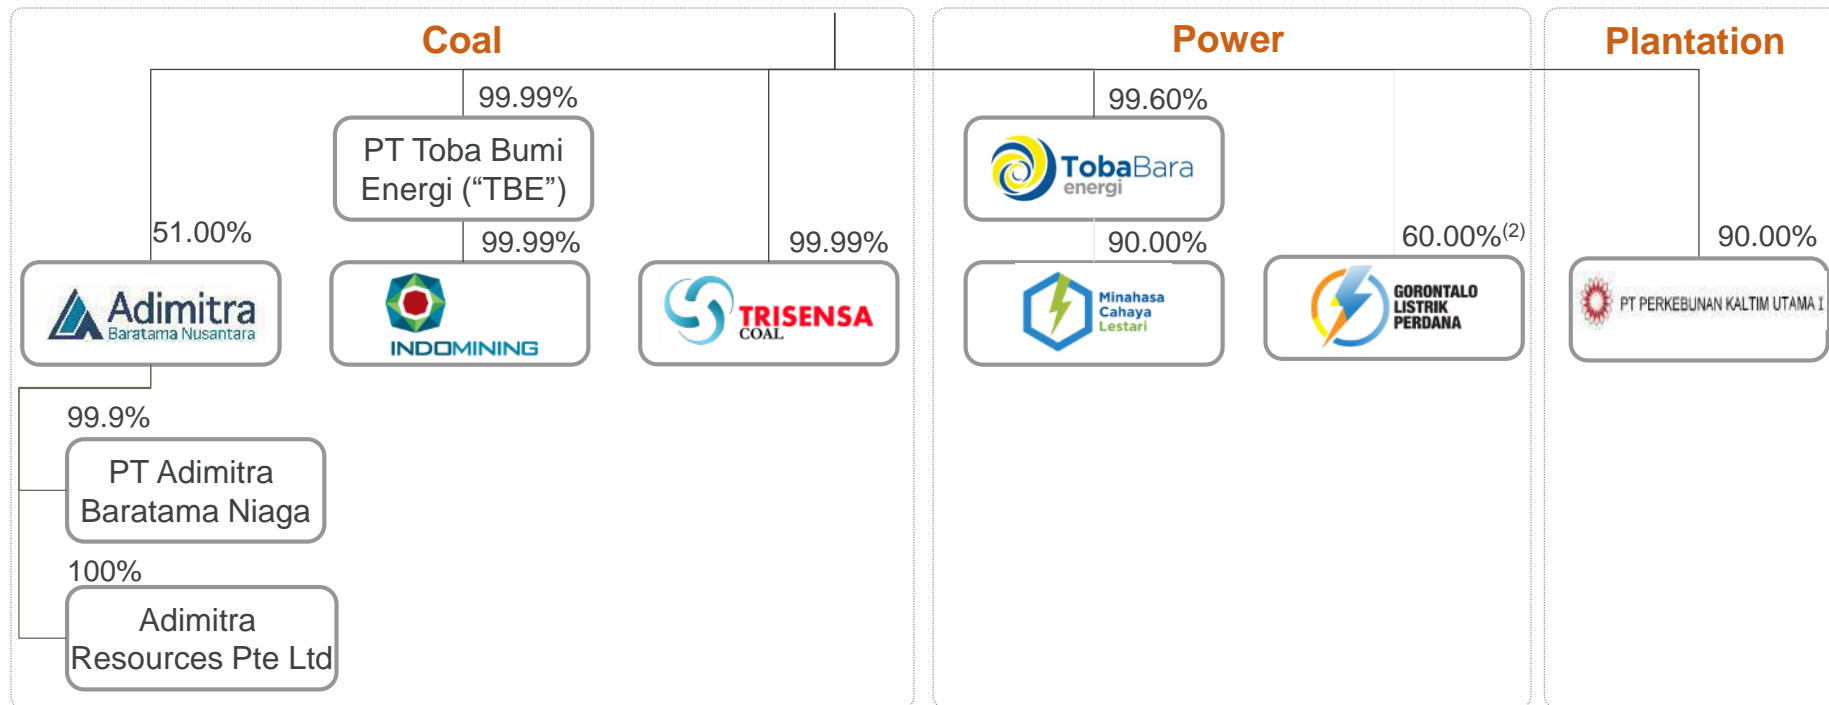 Coal
99.99%
PT Toba Bumi
Energi (“TBE”)
51.00%
99.99%
99.99%
Adimitra
Baratama Nusantara
INDOMINING
TRISENSA
COAL
99.9%
PT Adimitra
Baratama Niaga
100%
Adimitra
Resources Pte Ltd
Power
99.60%
TobaBara
energi
90.00%
60.00%(2)
Minahasa
Cahaya
Lestari
GORONTALO
LISTRIK
PERDANA
Plantation
90.00%
PT PERKEBUNAN KALTIM UTAMA I